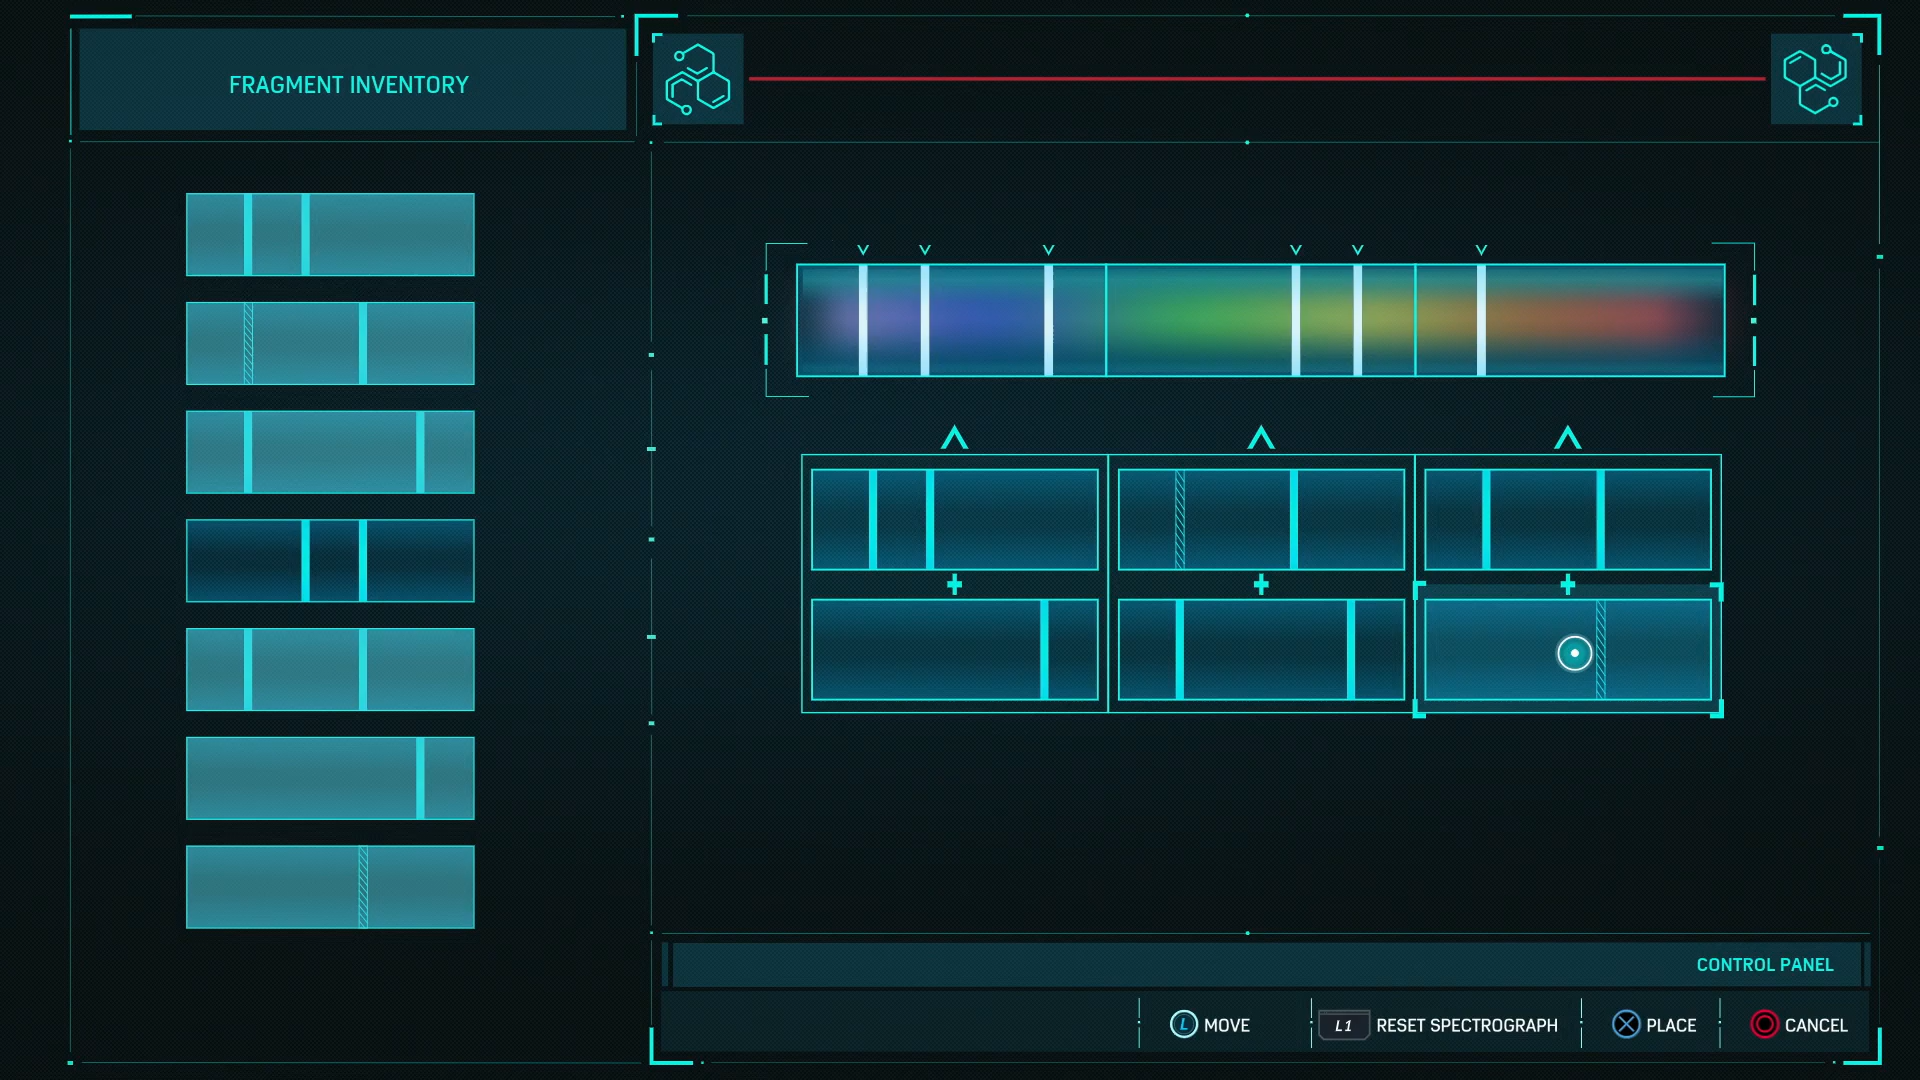 FRAGMENT INVENTORY
CONTROL PANEL
L MOVE
L1 RESET SPECTROGRAPH
PLACE
CANCEL